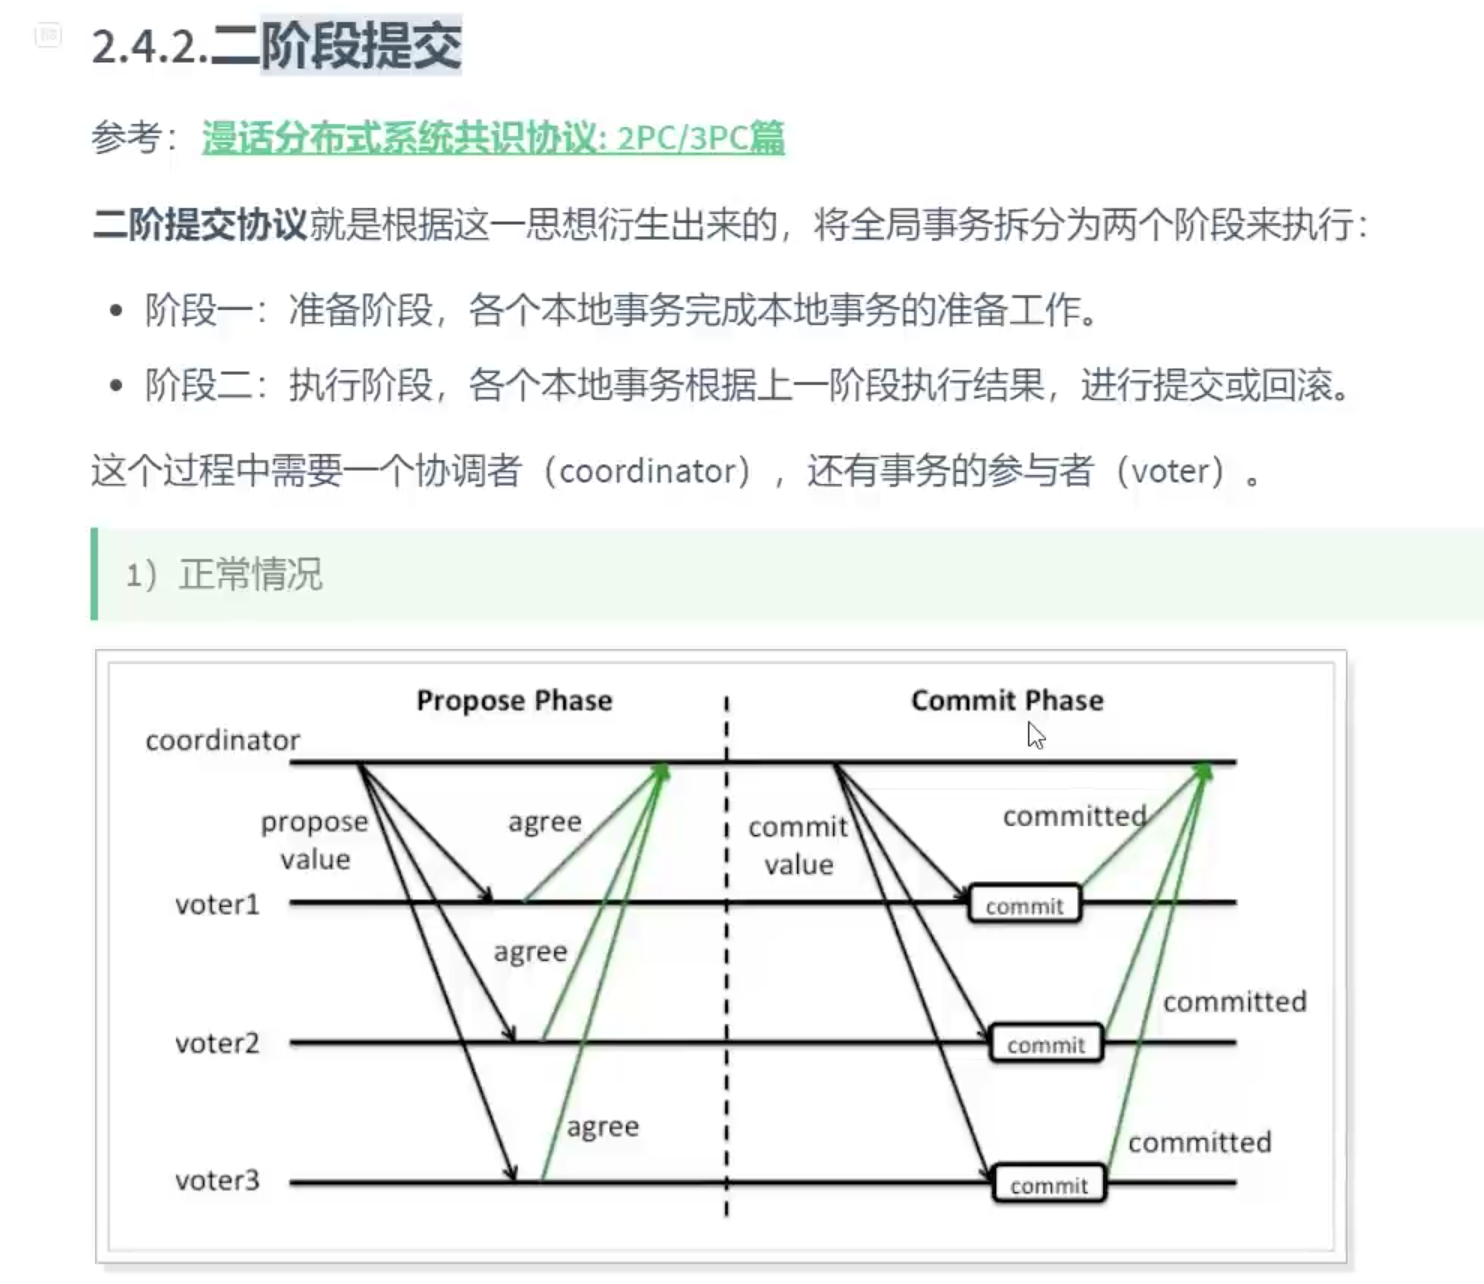 2.4.2.二阶段提交
参考：漫话分布式系统共识协议: 2PC/3PC篇
二阶提交协议就是根据这一思想衍生出来的，将全局事务拆分为两个阶段来执行：
• 阶段一：准备阶段，各个本地事务完成本地事务的准备工作。
• 阶段二：执行阶段，各个本地事务根据上一阶段执行结果，进行提交或回滚。
这个过程中需要一个协调者（coordinator），还有事务的参与者（voter）。
1）正常情况
Propose Phase
Commit Phase
coordinator
propose
value
agree
commit
value
committed
voter1
commit
agree
committed
voter2
commit
agree
committed
voter3
commit